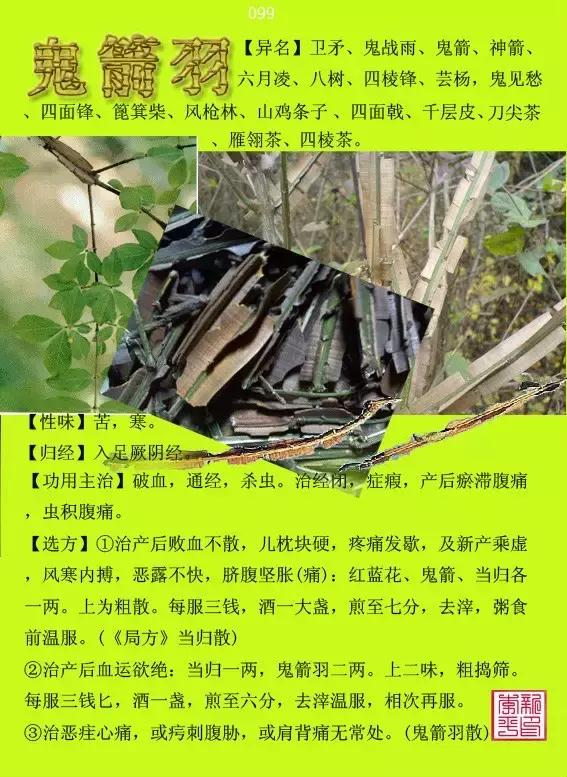 099
鬼箭羽
【异名】卫矛、鬼战雨、鬼箭、神箭、
六月凌、八树、四棱锋、芸杨，鬼见愁
、四面锋、篦箕柴、风枪林、山鸡条子 、四面戟、千层皮、刀尖茶
、雁翎茶、四棱茶。
【性味】苦，寒。
【归经】入足厥阴经。
【功用主治】破血，通经，杀虫。治经团，症瘕，产后瘀滞腹痛
，虫积腹痛。
【选方】①治产后败血不散，儿枕块硬，疼痛发歇，及新产乘虚
，风寒内搏，恶露不快，脐腹坚胀(痛)：红蓝花、鬼箭、当归各
一两。上为粗散。每服三钱，酒一大盏，煎至七分，去滓，粥食
前温服。(《局方》当归散)
②治产后血运欲绝：当归一两，鬼箭羽二两。上二味，粗捣筛。
每服三钱匕，酒一盏，煎至六分，去滓温服，相次再服。
③治恶疰心痛，或疞刺腹胁，或肩背痛无常处。(鬼箭羽散)